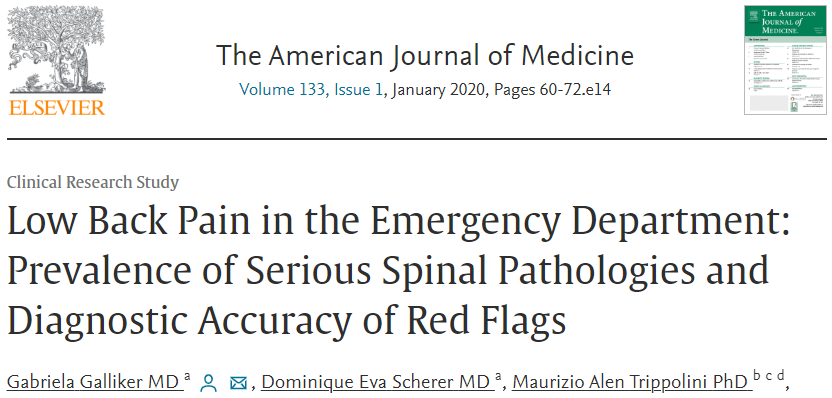 The American Journal of Medicine
Volume 133, Issue 1, January 2020, Pages 60-72.e14
ELSEVIER
THE AMERICAN
JOURNAL of
MEDICINE
Clinical Research Study
Low Back Pain in the Emergency Department:
Prevalence of Serious Spinal Pathologies and
Diagnostic Accuracy of Red Flags
Gabriela Galliker MD a , Dominique Eva Scherer MD a, Maurizio Alen Trippolini PhD b c d,